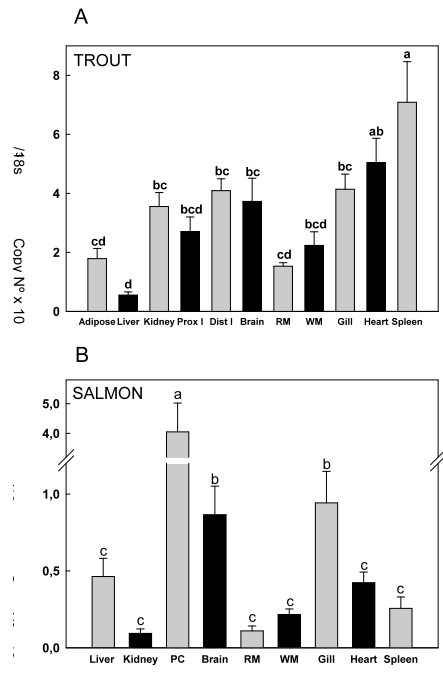 A
TROUT
8
6
4
2
0
/18s
Copy Nº x 10
a
ab
bc bc bc bc bc
bcd bcd
cd cd
d
Adipose Liver Kidney Prox I Dist I Brain RM WM Gill Heart Spleen
B
SALMON
5,0
4,0
1,0
0,5
0,0
a
b b
c c c c c c
Liver Kidney PC Brain RM WM Gill Heart Spleen